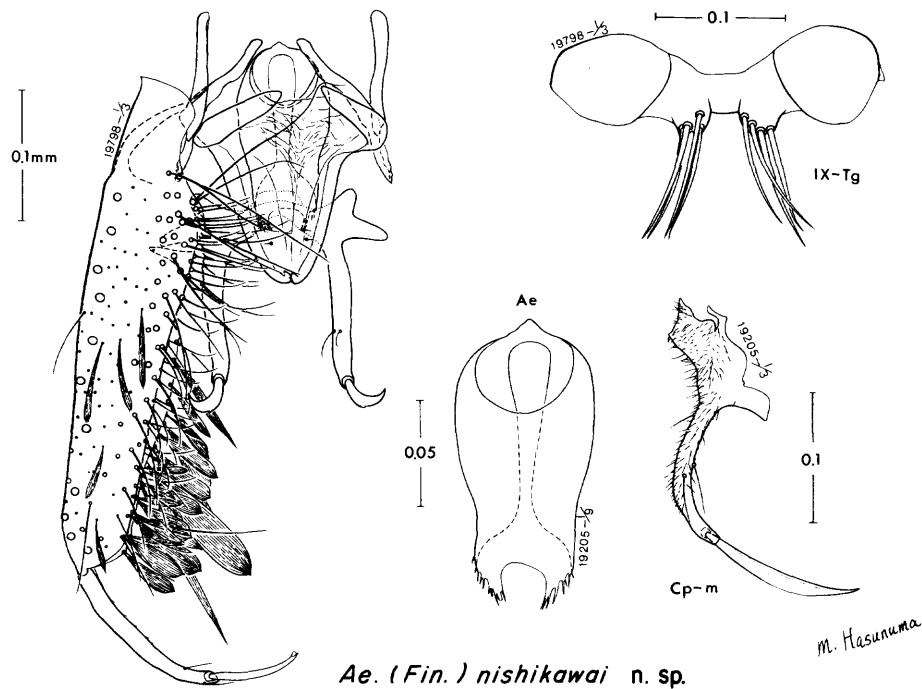 0.1mm
19798-1/3
0.1
19798-1/3
IX-Tg
Ae
0.05
19205-1/9
19205-1/3
0.1
Cp-m
M. Hasunuma
Ae. (Fin.) nishikawai n. sp.